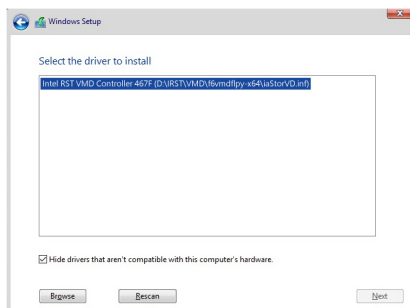 Windows Setup
Select the driver to install
Intel RST VMD Controller 467F (D:\IRST\VMD\f6vmdflpy-x64\iaStorVD.inf)
Hide drivers that aren't compatible with this computer's hardware.
Browse
Rescan
Next